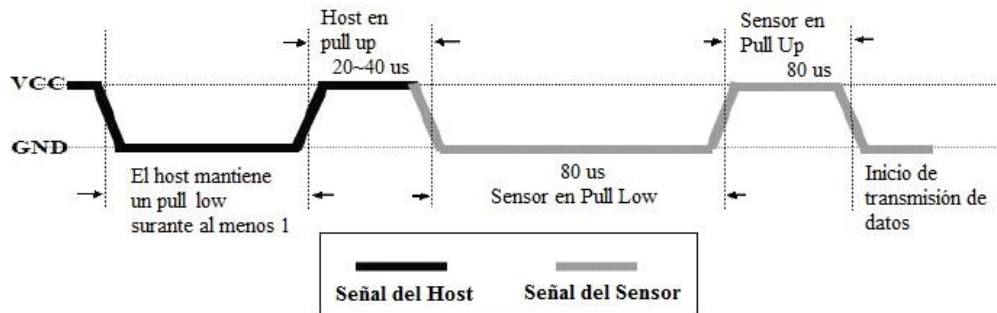 Host en
pull up
20~40 us
Sensor en
Pull Up
80 us
VCC
GND
El host mantiene
un pull low
surante al menos 1
80 us
Sensor en Pull Low
Inicio de
transmisión de
datos
Señal del Host
Señal del Sensor